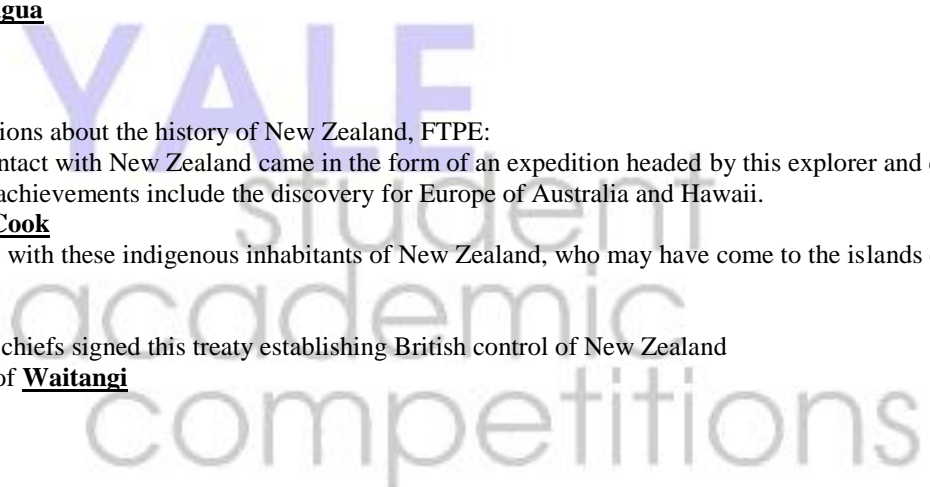 gua
tions about the history of New Zealand, FTPE:
ntact with New Zealand came in the form of an expedition headed by this explorer and
achievements include the discovery for Europe of Australia and Hawaii.
Cook
with these indigenous inhabitants of New Zealand, who may have come to the islands
chiefs signed this treaty establishing British control of New Zealand
of Waitangi
YALE
student
academic
competitions